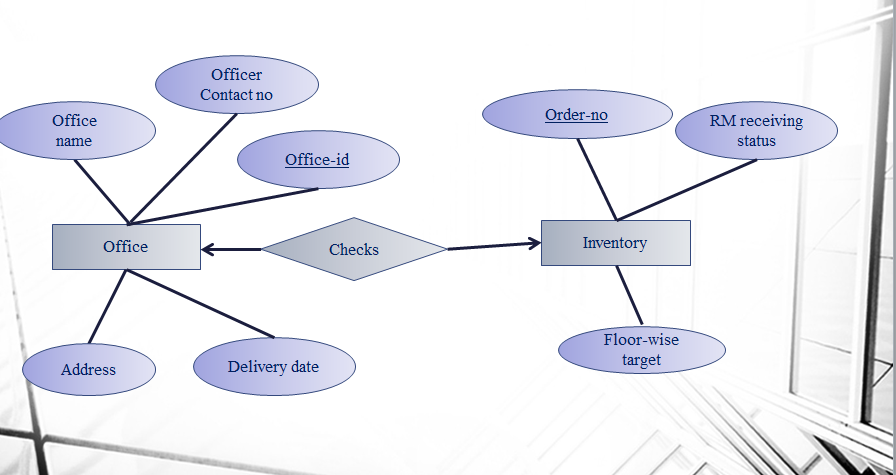 Officer
Contact no
Office
name
Office-id
Order-no
RM receiving
status
Office
Checks
Inventory
Address
Delivery date
Floor-wise
target